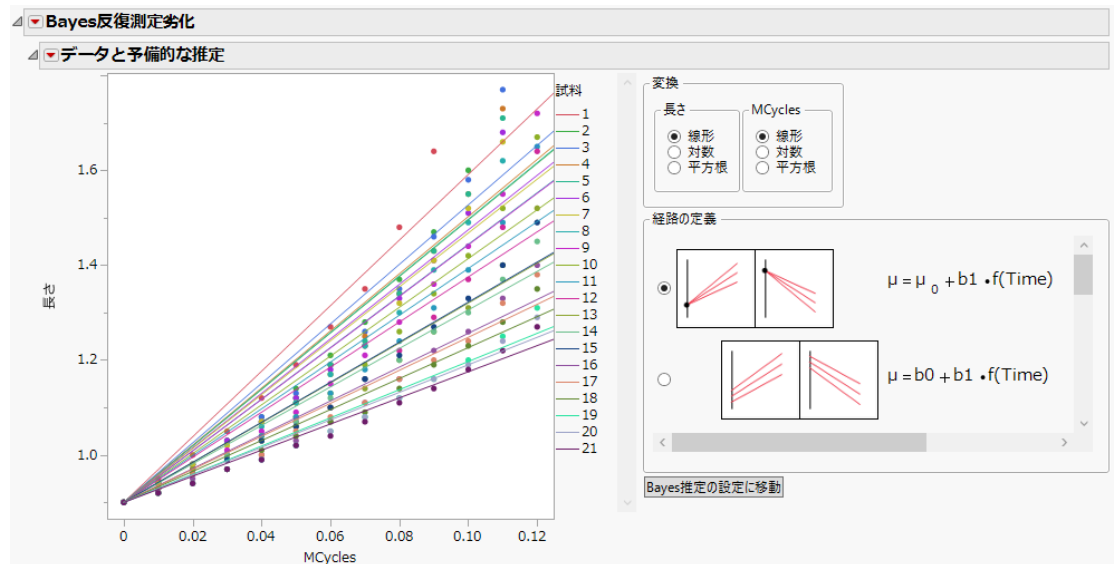 Bayes反復測定劣化
データと予備的な推定
長さ
1.6
1.4
1.2
1.0
0
0.02
0.04
0.06
0.08
0.10
0.12
MCycles
試料
1
2
3
4
5
6
7
8
9
10
11
12
13
14
15
16
17
18
19
20
21
変換
長さ
線形
対数
平方根
MCycles
線形
対数
平方根
経路の定義
μ = μ 0 + b1 •f(Time)
μ = b0 + b1 •f(Time)
Bayes推定の設定に移動